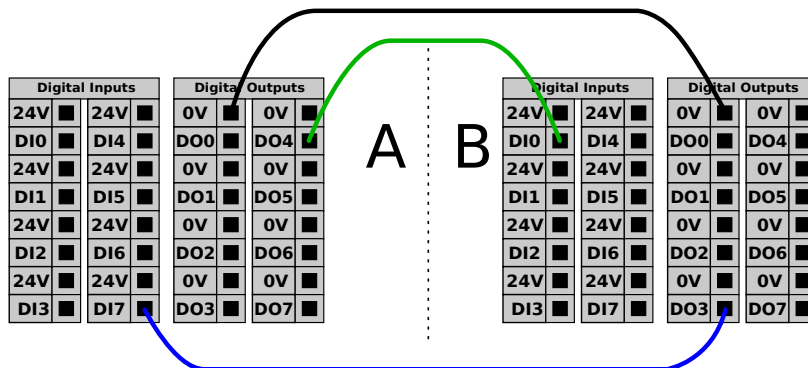 Digital Inputs Digital Outputs Digital Inputs Digital Outputs
24V 24V 0V 0V 24V 24V 0V 0V
DI0 DI4 DO0 DO4 A B DI0 DI4 DO0 DO4
24V 24V 0V 0V 24V 24V 0V 0V
DI1 DI5 DO1 DO5 DI1 DI5 DO1 DO5
24V 24V 0V 0V 24V 24V 0V 0V
DI2 DI6 DO2 DO6 DI2 DI6 DO2 DO6
24V 24V 0V 0V 24V 24V 0V 0V
DI3 DI7 DO3 DO7 DI3 DI7 DO3 DO7